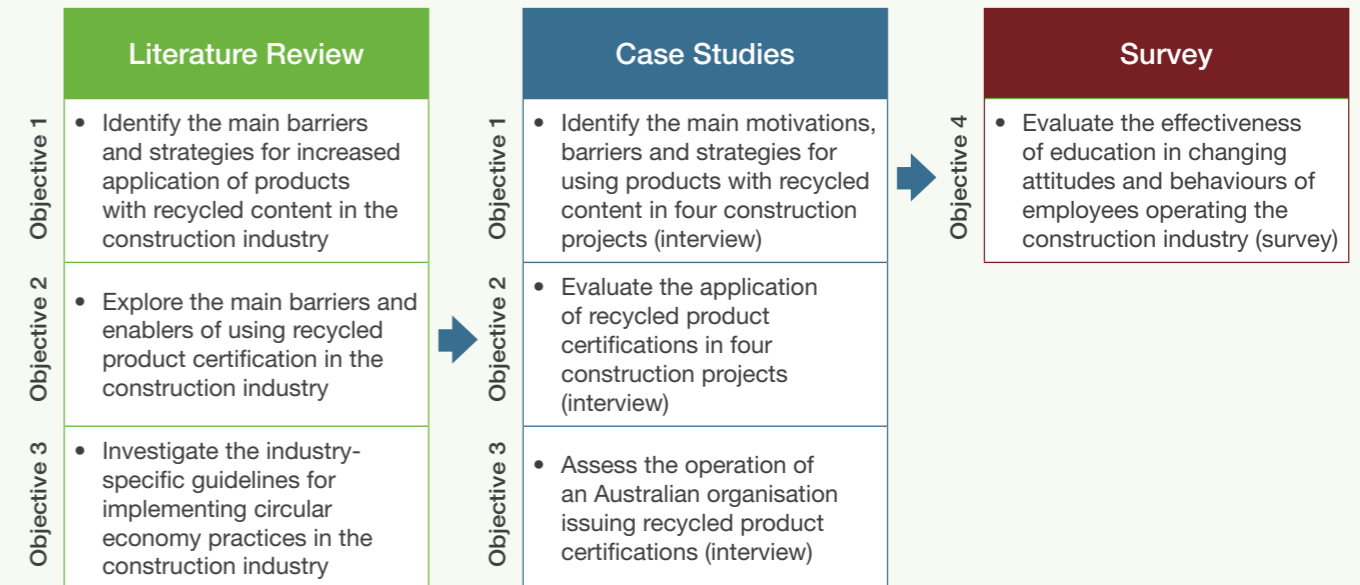 Literature Review
Objective 1
• Identify the main barriers
and strategies for increased
application of products
with recycled content in the
construction industry
Objective 2
• Explore the main barriers and
enablers of using recycled
product certification in the
construction industry
Objective 3
• Investigate the industry-
specific guidelines for
implementing circular
economy practices in the
construction industry
Case Studies
Objective 1
• Identify the main motivations,
barriers and strategies for
using products with recycled
content in four construction
projects (interview)
Objective 2
• Evaluate the application
of recycled product
certifications in four
construction projects
(interview)
Objective 3
• Assess the operation of
an Australian organisation
issuing recycled product
certifications (interview)
Survey
Objective 4
• Evaluate the effectiveness
of education in changing
attitudes and behaviours of
employees operating the
construction industry (survey)